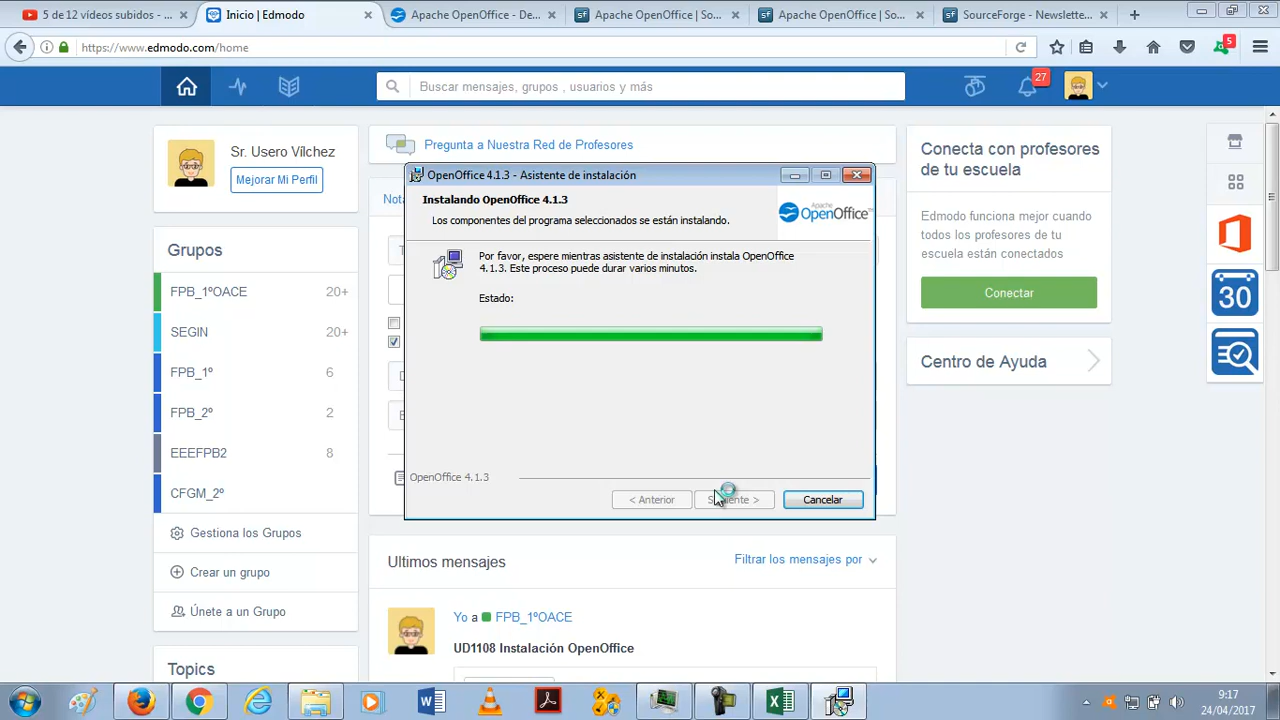 5 de 12 vídeos subidos - ...
Inicio | Edmodo
Apache OpenOffice - De...
Apache OpenOffice | So...
Apache OpenOffice | So...
SourceForge - Newslette...
https://www.edmodo.com/home
5
Buscar mensajes, grupos , usuarios y más
27
Sr. Usero Vílchez
Mejorar Mi Perfil
Pregunta a Nuestra Red de Profesores
Conecta con profesores
de tu escuela
Edmodo funciona mejor cuando
todos los profesores de tu
escuela están conectados
Conectar
Centro de Ayuda
30
Grupos
FPB_1ºOACE 20+
SEGIN 20+
FPB_1º 6
FPB_2º 2
EEEFPB2 8
CFGM_2º
Gestiona los Grupos
Crear un grupo
Únete a un Grupo
Topics
OpenOffice 4.1.3 - Asistente de instalación
Instalando OpenOffice 4.1.3
Los componentes del programa seleccionados se están instalando.
Apache
OpenOffice
Por favor, espere mientras asistente de instalación instala OpenOffice
4.1.3. Este proceso puede durar varios minutos.
Estado:
OpenOffice 4.1.3
< Anterior
Cancelar
Ultimos mensajes
Filtrar los mensajes por
Yo a FPB_1ºOACE
UD1108 Instalación OpenOffice
9:17
24/04/2017